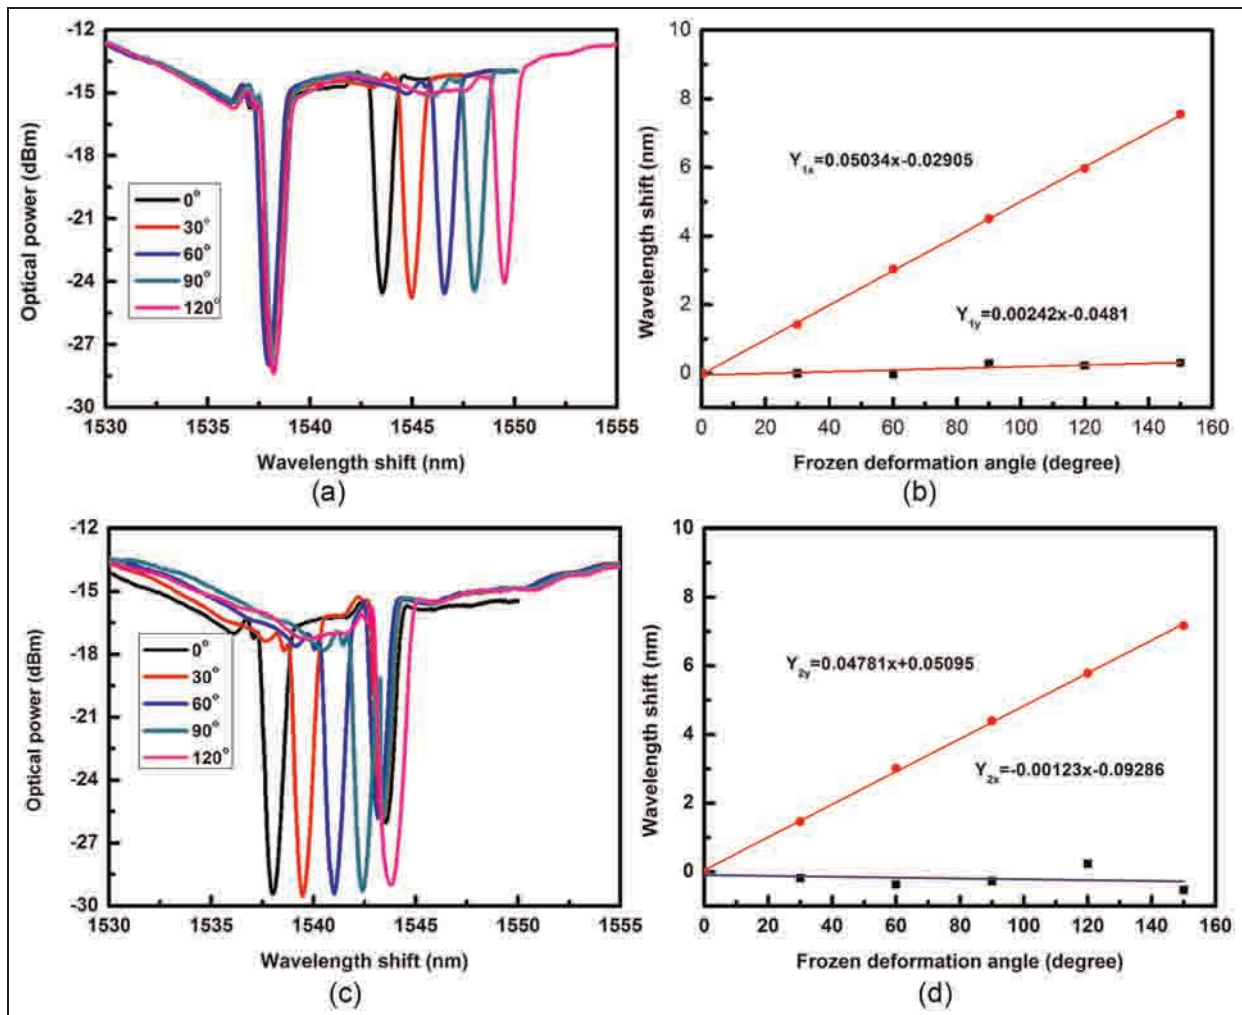 -12
-15
-18
-21
-24
-27
-30
Optical power (dBm)
0°
30°
60°
90°
120°
1530 1535 1540 1545 1550 1555
Wavelength shift (nm)
(a)
10
8
6
4
2
0
Wavelength shift (nm)
Y1x=0.05034x-0.02905
Y1y=0.00242x-0.0481
0 20 40 60 80 100 120 140 160
Frozen deformation angle (degree)
(b)
-12
-15
-18
-21
-24
-27
-30
Optical power (dBm)
0°
30°
60°
90°
120°
1530 1535 1540 1545 1550 1555
Wavelength shift (nm)
(c)
10
8
6
4
2
0
Wavelength shift (nm)
Y2y=0.04781x+0.05095
Y2x=-0.00123x-0.09286
0 20 40 60 80 100 120 140 160
Frozen deformation angle (degree)
(d)